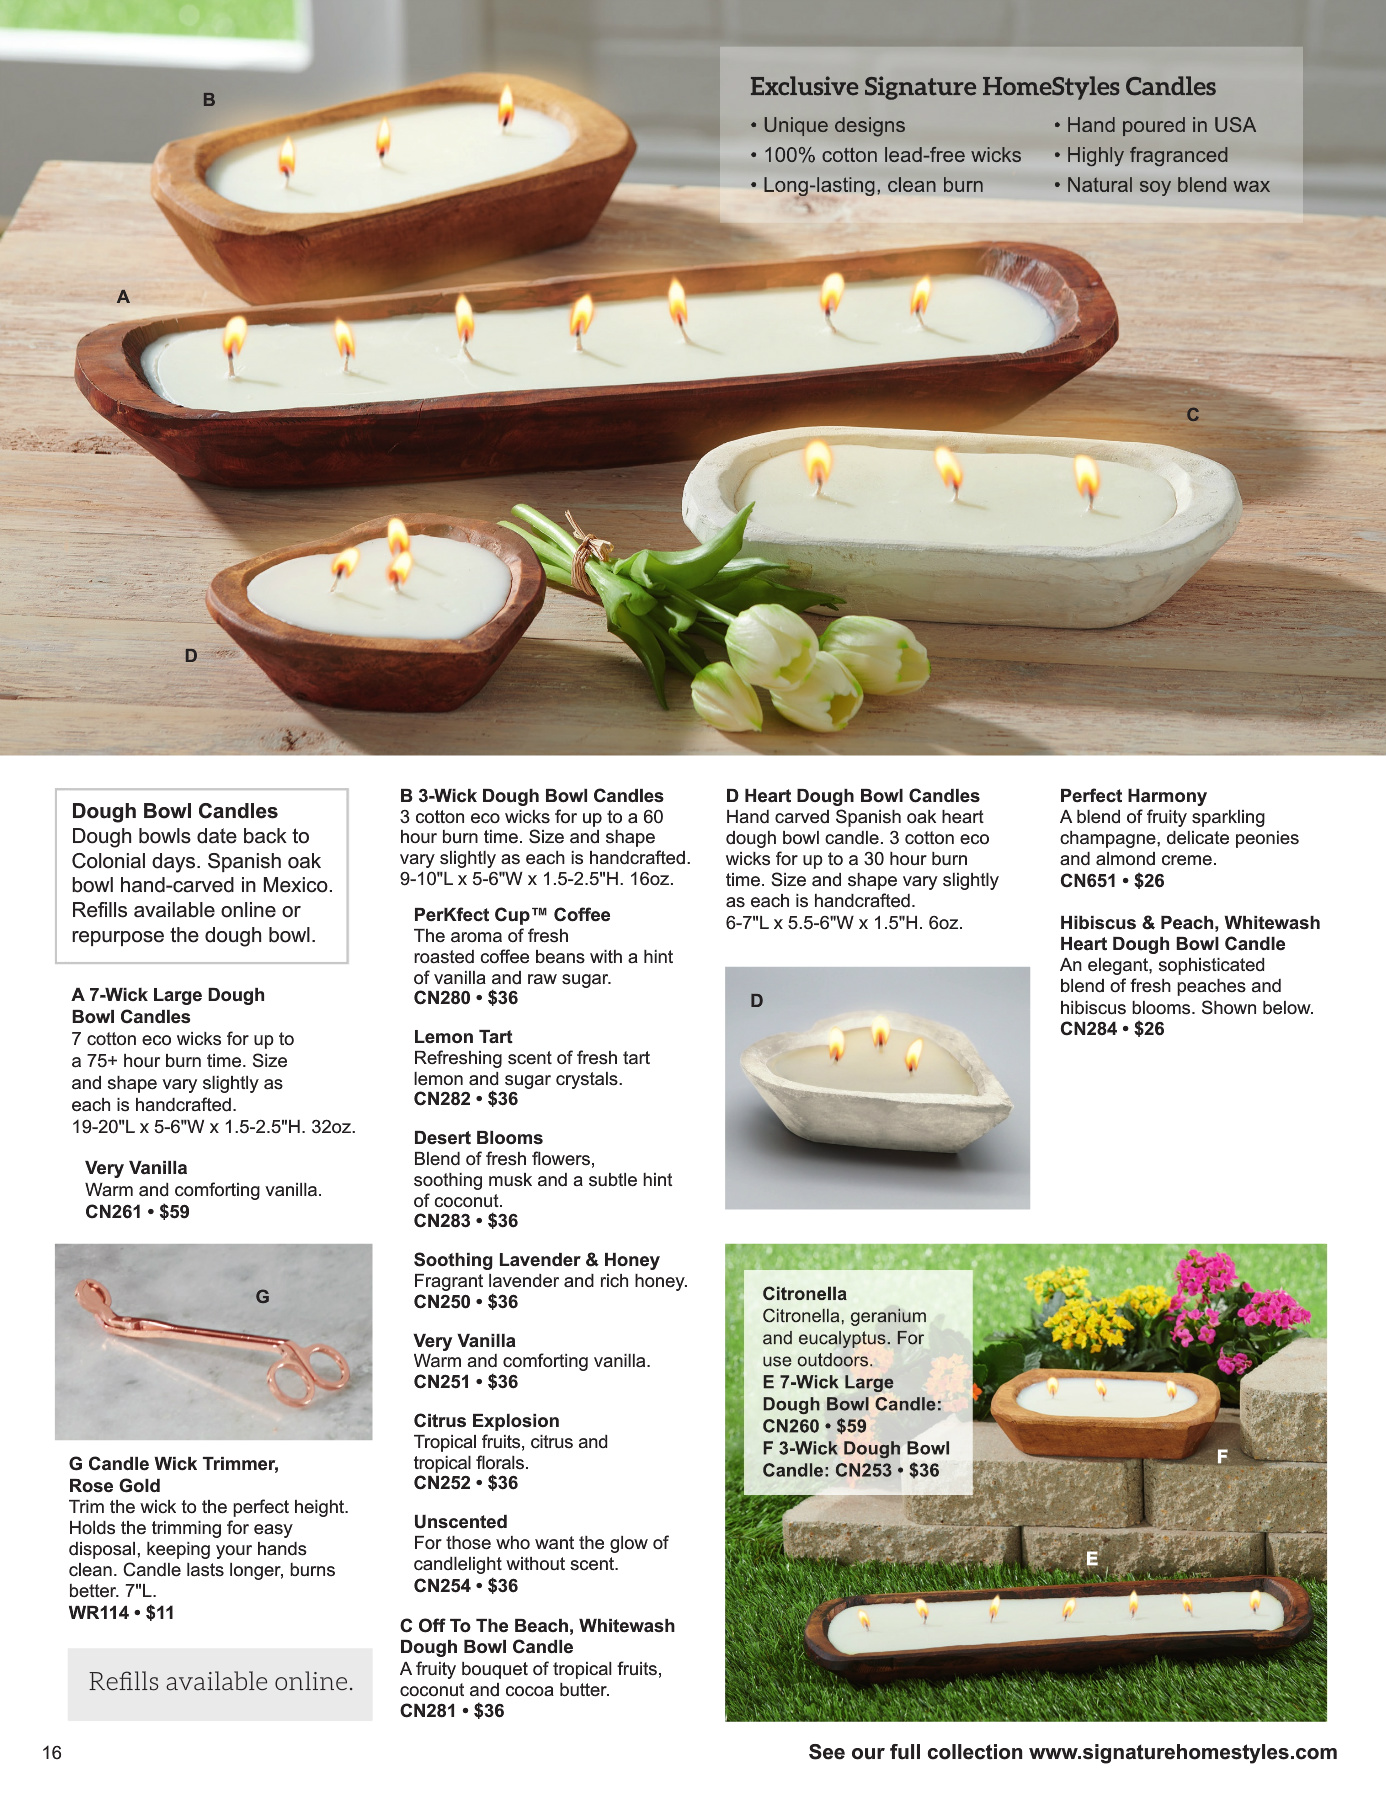 B
Exclusive Signature HomeStyles Candles
• Unique designs
• 100% cotton lead-free wicks
• Long-lasting, clean burn
• Hand poured in USA
• Highly fragranced
• Natural soy blend wax
A
C
D
Dough Bowl Candles
Dough bowls date back to
Colonial days. Spanish oak
bowl hand-carved in Mexico.
Refills available online or
repurpose the dough bowl.
A 7-Wick Large Dough
Bowl Candles
7 cotton eco wicks for up to
a 75+ hour burn time. Size
and shape vary slightly as
each is handcrafted.
19-20"L x 5-6"W x 1.5-2.5"H. 32oz.
Very Vanilla
Warm and comforting vanilla.
CN261 • $59
G
G Candle Wick Trimmer,
Rose Gold
Trim the wick to the perfect height.
Holds the trimming for easy
disposal, keeping your hands
clean. Candle lasts longer, burns
better. 7"L.
WR114 • $11
Refills available online.
B 3-Wick Dough Bowl Candles
3 cotton eco wicks for up to a 60
hour burn time. Size and shape
vary slightly as each is handcrafted.
9-10"L x 5-6"W x 1.5-2.5"H. 16oz.
PerKfect Cup™ Coffee
The aroma of fresh
roasted coffee beans with a hint
of vanilla and raw sugar.
CN280 • $36
Lemon Tart
Refreshing scent of fresh tart
lemon and sugar crystals.
CN282 • $36
Desert Blooms
Blend of fresh flowers,
soothing musk and a subtle hint
of coconut.
CN283 • $36
Soothing Lavender & Honey
Fragrant lavender and rich honey.
CN250 • $36
Very Vanilla
Warm and comforting vanilla.
CN251 • $36
Citrus Explosion
Tropical fruits, citrus and
tropical florals.
CN252 • $36
Unscented
For those who want the glow of
candlelight without scent.
CN254 • $36
C Off To The Beach, Whitewash
Dough Bowl Candle
A fruity bouquet of tropical fruits,
coconut and cocoa butter.
CN281 • $36
D Heart Dough Bowl Candles
Hand carved Spanish oak heart
dough bowl candle. 3 cotton eco
wicks for up to a 30 hour burn
time. Size and shape vary slightly
as each is handcrafted.
6-7"L x 5.5-6"W x 1.5"H. 6oz.
D
Perfect Harmony
A blend of fruity sparkling
champagne, delicate peonies
and almond creme.
CN651 • $26
Hibiscus & Peach, Whitewash
Heart Dough Bowl Candle
An elegant, sophisticated
blend of fresh peaches and
hibiscus blooms. Shown below.
CN284 • $26
Citronella
Citronella, geranium
and eucalyptus. For
use outdoors.
E 7-Wick Large
Dough Bowl Candle:
CN260 • $59
F 3-Wick Dough Bowl
Candle: CN253 • $36
F
E
16
See our full collection www.signaturehomestyles.com